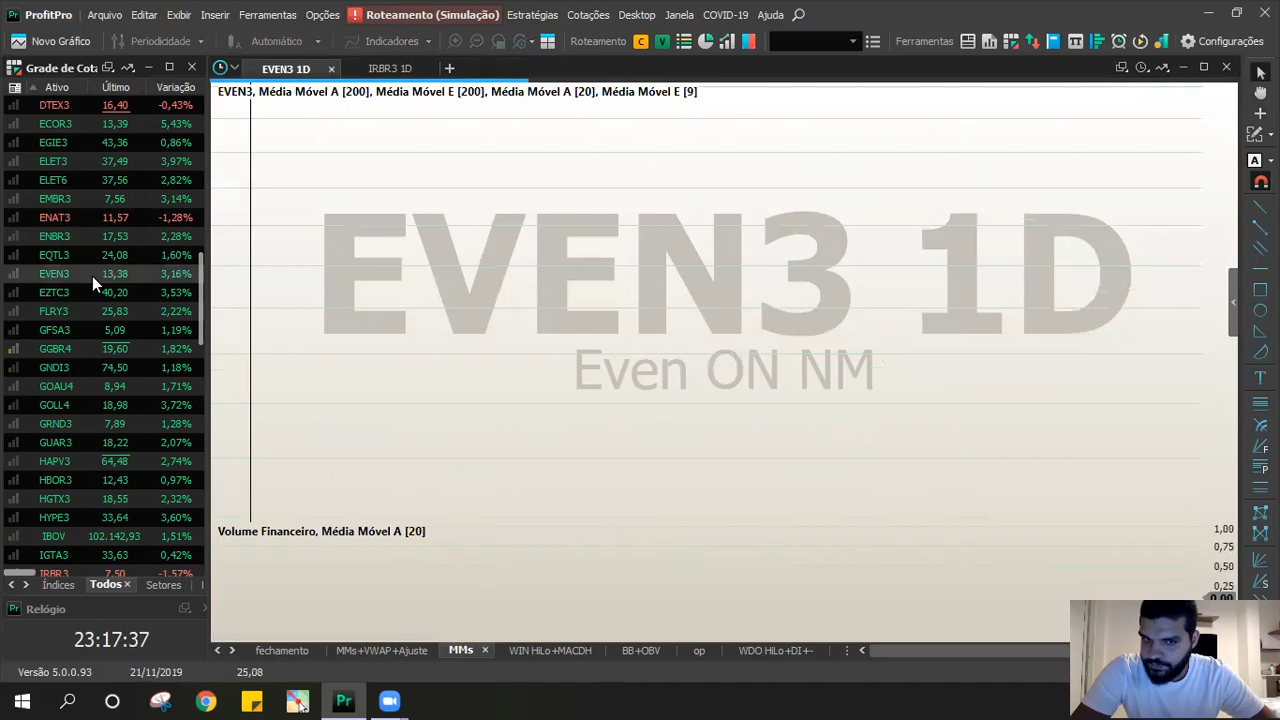 ProfitPro
Arquivo
Exibir
Inserir
Ferramentas
Opções
Roteamento (Simulação)
Estratégias
Cotações
Desktop
Janela
COVID-19
Ajuda
Novo Gráfico
Periodicidade
Automático
Indicadores
Roteamento
Ferramentas
Configurações
Grade de Cota
EVEN3 1D
IRBR3 1D
Ativo Último Variação
DTEX3 16,40 -0,43%
ECOR3 13,39 5,43%
EGIE3 43,36 0,86%
ELET3 37,49 3,97%
ELET6 37,56 2,82%
EMBR3 7,56 3,14%
ENAT3 11,57 -1,28%
ENBR3 17,53 2,28%
EQTL3 24,08 1,60%
EVEN3 13,38 3,16%
EZTC3 40,20 3,53%
FLRY3 25,83 2,22%
GFSA3 5,09 1,19%
GGBR4 19,60 1,82%
GNDI3 74,50 1,18%
GOAU4 8,94 1,71%
GOLL4 18,98 3,72%
GRND3 7,89 1,28%
GUAR3 18,22 2,07%
HAPV3 64,48 2,74%
HBOR3 12,43 0,97%
HGTX3 18,55 2,32%
HYPE3 33,64 3,60%
IBOV 102.142,93 1,51%
IGTA3 33,63 0,42%
IRBR3 7,50 -1,57%
Índices
Todos
Setores
Relógio
23:17:37
EVEN3, Média Móvel A [200], Média Móvel E [200], Média Móvel A [20], Média Móvel E [9]
EVEN3 1D
Even ON NM
Volume Financeiro, Média Móvel A [20]
1,00
0,75
0,50
0,25
0,00
fechamento
MMs+VWAP+Ajuste
MMs
WIN HiLo+MACDH
BB+OBV
op
WDO HiLo+DI+-
Versão 5.0.0.93
21/11/2019
25,08